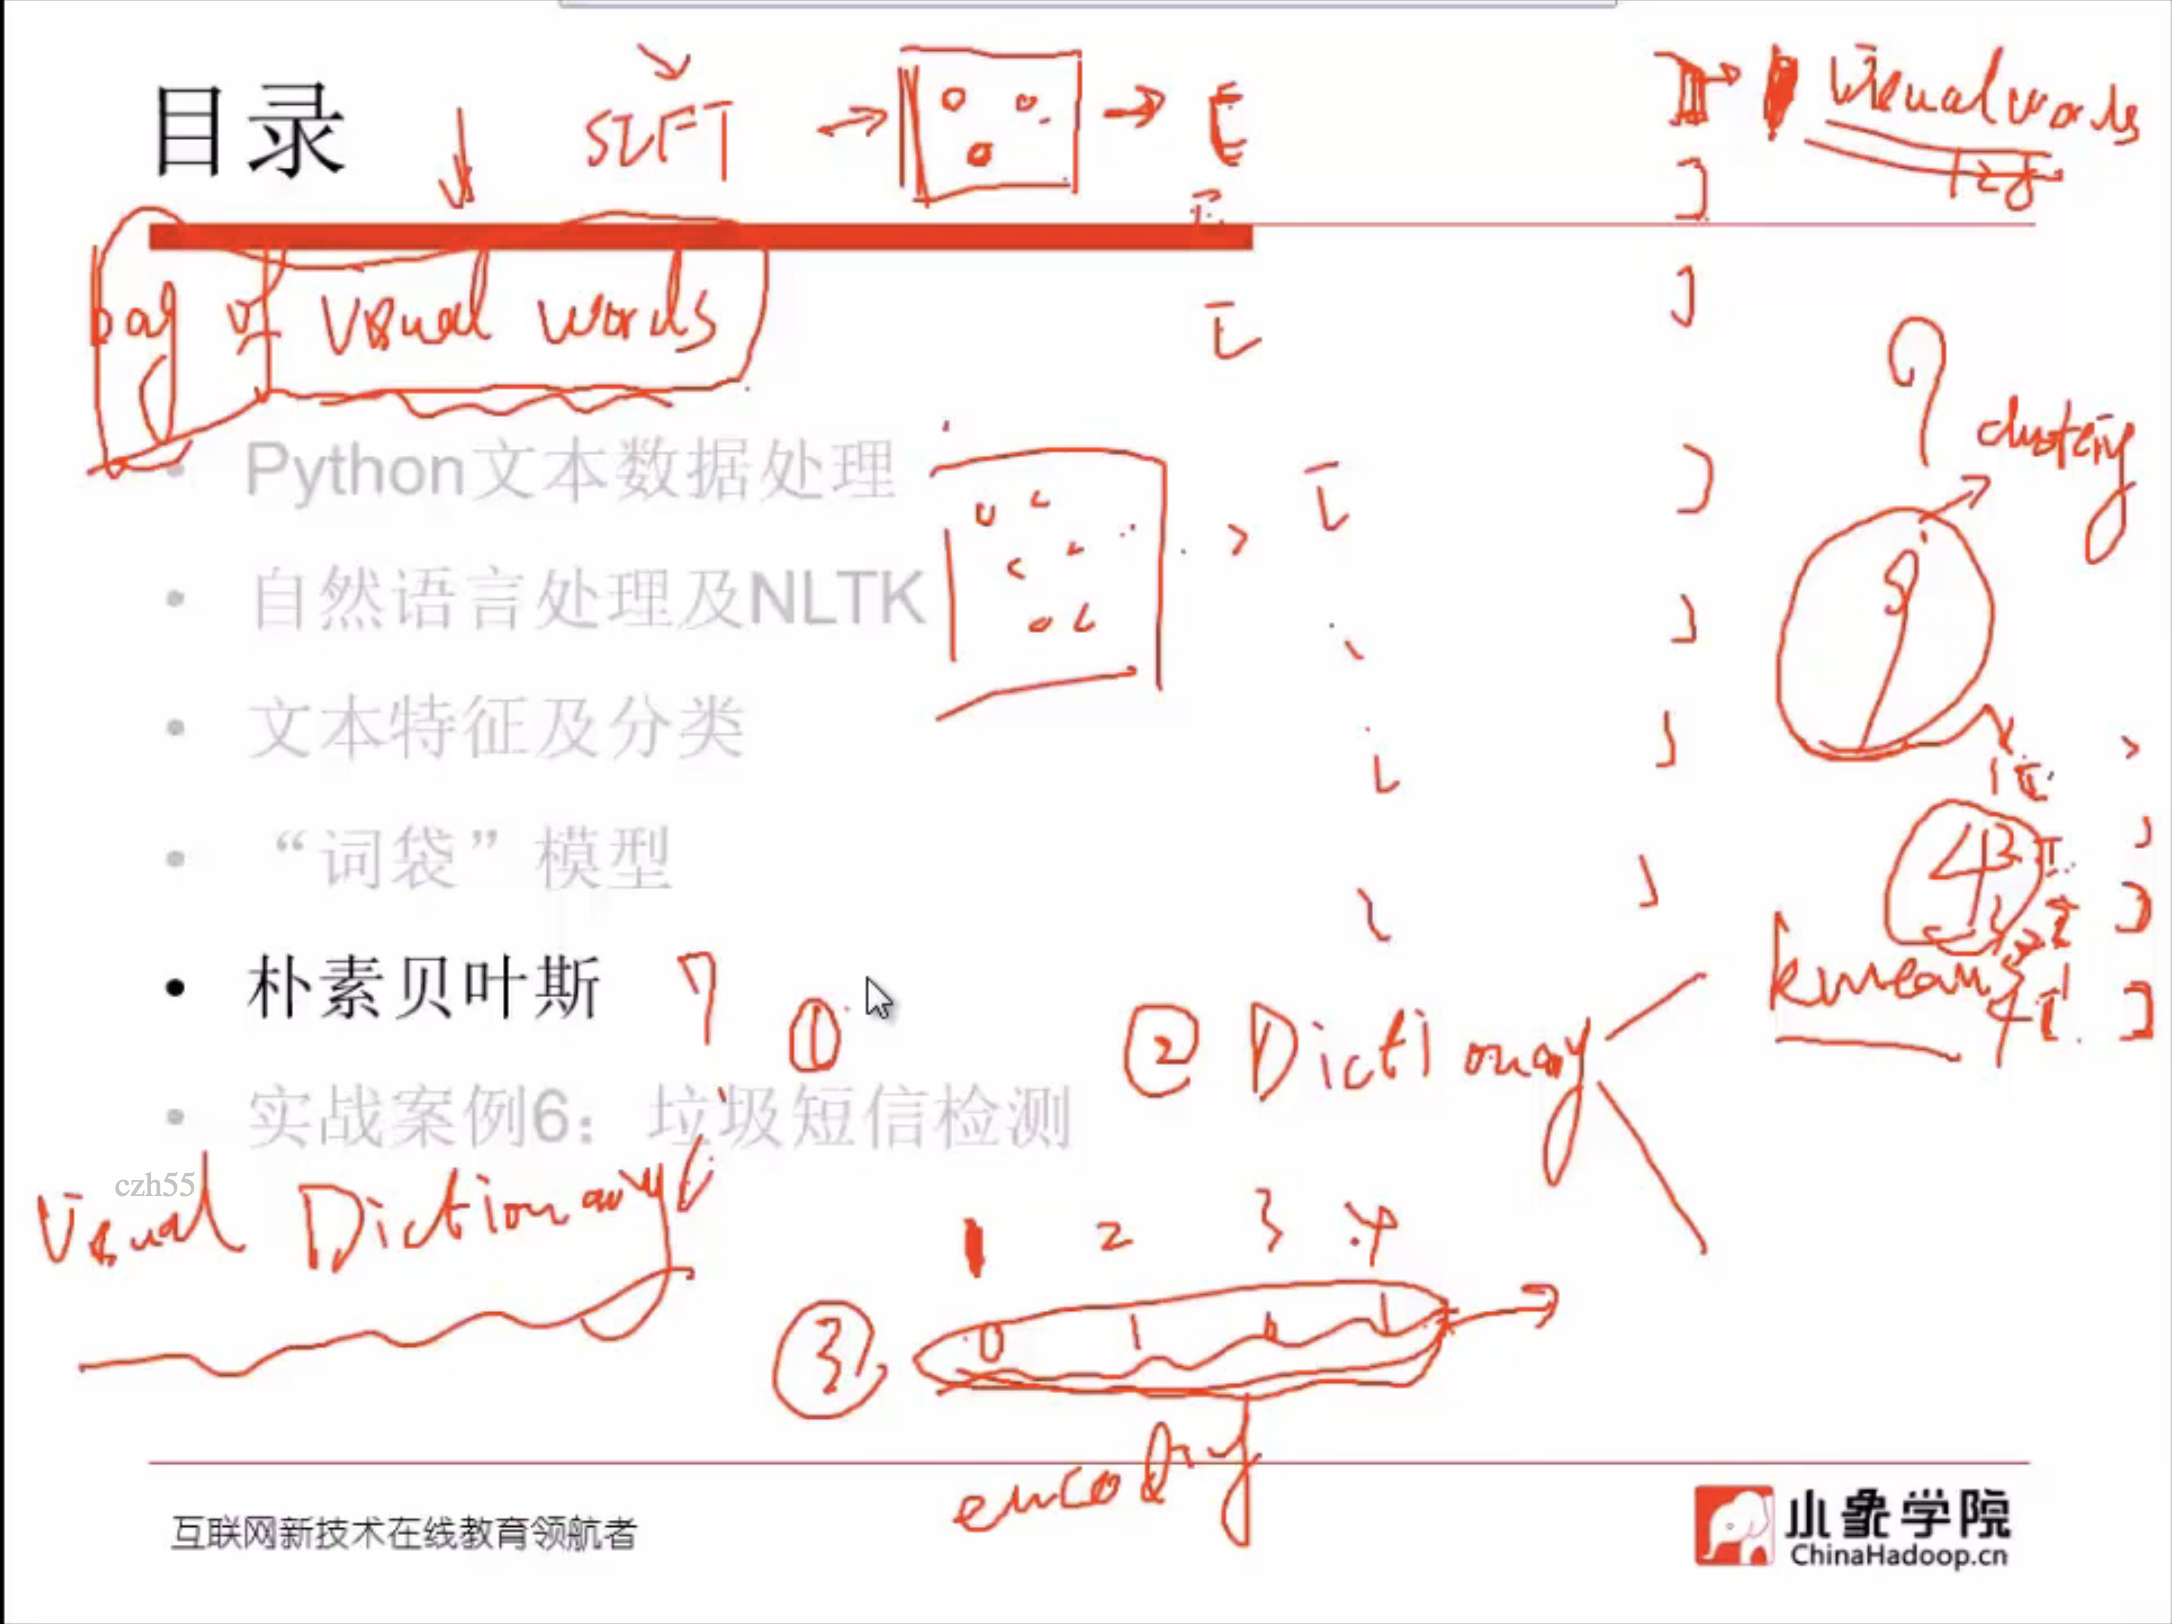 目录
SIFT
Visual words
128
bag of Visual words
clustering
• Python文本数据处理
• 自然语言处理及NLTK
• 文本特征及分类
• “词袋”模型
• 朴素贝叶斯
① ② Dictionary
kmeans
• 实战案例6：垃圾短信检测
czh55
Visual Dictionary
1 2 3 4
③ 0 1 0 1
encoding
互联网新技术在线教育领航者
小象学院
ChinaHadoop.cn